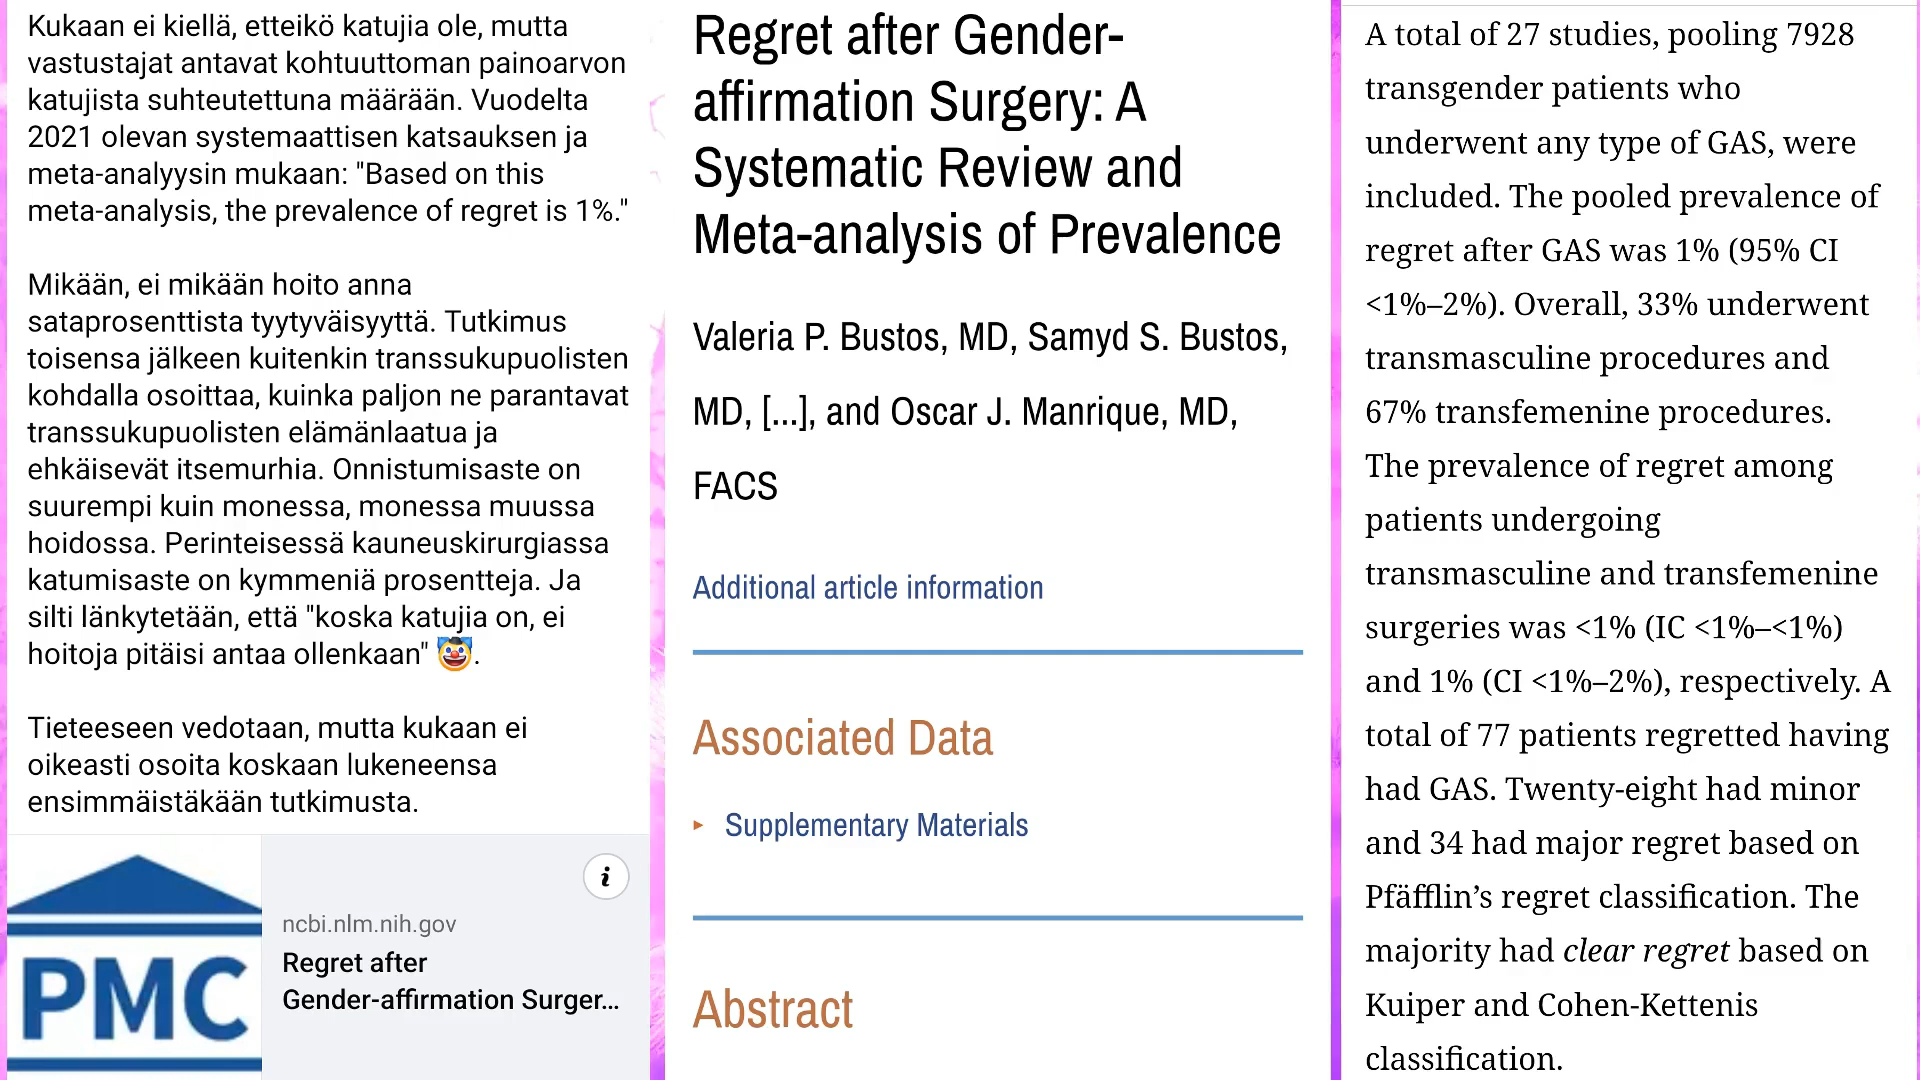 Kukaan ei kiellä, etteikö katujia ole, mutta
vastustajat antavat kohtuuttoman painoarvon
katujista suhteutettuna määrään. Vuodelta
2021 olevan systemaattisen katsauksen ja
meta-analyysin mukaan: "Based on this
meta-analysis, the prevalence of regret is 1%."
Mikään, ei mikään hoito anna
sataprosenttista tyytyväisyyttä. Tutkimus
toisensa jälkeen kuitenkin transsukupuolisten
kohdalla osoittaa, kuinka paljon ne parantavat
transsukupuolisten elämänlaatua ja
ehkäisevät itsemurhia. Onnistumisaste on
suurempi kuin monessa, monessa muussa
hoidossa. Perinteisessä kauneuskirurgiassa
katumisaste on kymmeniä prosentteja. Ja
silti länkytetään, että "koska katujia on, ei
hoitoja pitäisi antaa ollenkaan" 🤡.
Tieteeseen vedotaan, mutta kukaan ei
oikeasti osoita koskaan lukeneensa
ensimmäistäkään tutkimusta.
PMC
i
ncbi.nlm.nih.gov
Regret after
Gender-affirmation Surger...
Regret after Gender-
affirmation Surgery: A
Systematic Review and
Meta-analysis of Prevalence
Valeria P. Bustos, MD, Samyd S. Bustos,
MD, [...], and Oscar J. Manrique, MD,
FACS
Additional article information
Associated Data
Supplementary Materials
Abstract
A total of 27 studies, pooling 7928
transgender patients who
underwent any type of GAS, were
included. The pooled prevalence of
regret after GAS was 1% (95% CI
<1%–2%). Overall, 33% underwent
transmasculine procedures and
67% transfemenine procedures.
The prevalence of regret among
patients undergoing
transmasculine and transfemenine
surgeries was <1% (IC <1%–<1%)
and 1% (CI <1%–2%), respectively. A
total of 77 patients regretted having
had GAS. Twenty-eight had minor
and 34 had major regret based on
Pfäfflin’s regret classification. The
majority had clear regret based on
Kuiper and Cohen-Kettenis
classification.